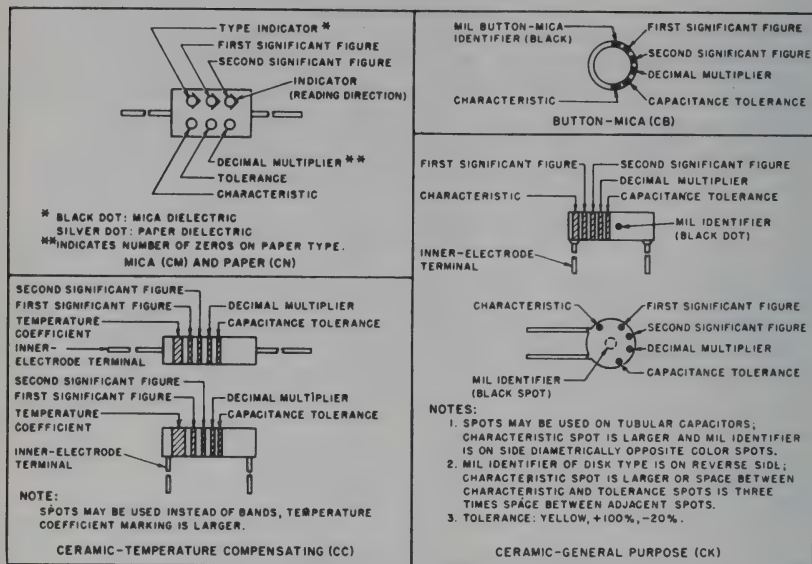 TYPE INDICATOR *
FIRST SIGNIFICANT FIGURE
SECOND SIGNIFICANT FIGURE
INDICATOR
(READING DIRECTION)
DECIMAL MULTIPLIER **
TOLERANCE
CHARACTERISTIC
* BLACK DOT: MICA DIELECTRIC
SILVER DOT: PAPER DIELECTRIC
** INDICATES NUMBER OF ZEROS ON PAPER TYPE.
MICA (CM) AND PAPER (CN)
MIL BUTTON-MICA
IDENTIFIER (BLACK)
FIRST SIGNIFICANT FIGURE
SECOND SIGNIFICANT FIGURE
DECIMAL MULTIPLIER
CHARACTERISTIC
CAPACITANCE TOLERANCE
BUTTON-MICA (CB)
SECOND SIGNIFICANT FIGURE
FIRST SIGNIFICANT FIGURE
DECIMAL MULTIPLIER
TEMPERATURE
COEFFICIENT
CAPACITANCE TOLERANCE
INNER-
ELECTRODE TERMINAL
SECOND SIGNIFICANT FIGURE
FIRST SIGNIFICANT FIGURE
DECIMAL MULTIPLIER
TEMPERATURE
COEFFICIENT
CAPACITANCE TOLERANCE
INNER-ELECTRODE
TERMINAL
NOTE:
SPOTS MAY BE USED INSTEAD OF BANDS, TEMPERATURE
COEFFICIENT MARKING IS LARGER.
CERAMIC-TEMPERATURE COMPENSATING (CC)
FIRST SIGNIFICANT FIGURE
SECOND SIGNIFICANT FIGURE
DECIMAL MULTIPLIER
CHARACTERISTIC
CAPACITANCE TOLERANCE
MIL IDENTIFIER
(BLACK DOT)
INNER-ELECTRODE
TERMINAL
CHARACTERISTIC
FIRST SIGNIFICANT FIGURE
SECOND SIGNIFICANT FIGURE
DECIMAL MULTIPLIER
CAPACITANCE TOLERANCE
MIL IDENTIFIER
(BLACK SPOT)
NOTES:
1. SPOTS MAY BE USED ON TUBULAR CAPACITORS;
CHARACTERISTIC SPOT IS LARGER AND MIL IDENTIFIER
IS ON SIDE DIAMETRICALLY OPPOSITE COLOR SPOTS.
2. MIL IDENTIFIER OF DISK TYPE IS ON REVERSE SIDE;
CHARACTERISTIC SPOT IS LARGER OR SPACE BETWEEN
CHARACTERISTIC AND TOLERANCE SPOTS IS THREE
TIMES SPACE BETWEEN ADJACENT SPOTS.
3. TOLERANCE: YELLOW, +100%, -20%.
CERAMIC-GENERAL PURPOSE (CK)